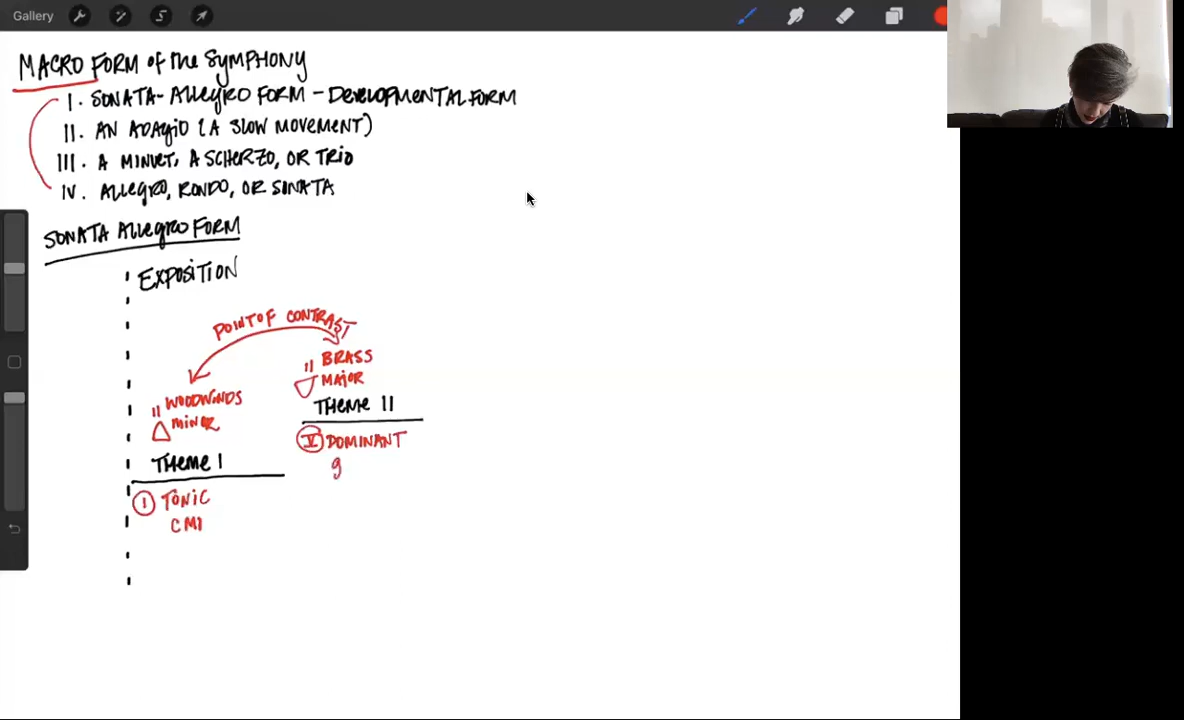 Gallery
MACRO FORM of the SYMPHONY
I. SONATA-ALLEGRO FORM - DEVELOPMENTAL FORM
II. AN ADAGIO (A SLOW MOVEMENT)
III. A MINUET, A SCHERZO, OR TRIO
IV. ALLEGRO, RONDO, OR SONATA
SONATA ALLEGRO FORM
EXPOSITION
POINT OF CONTRAST
BRASS
MAJOR
THEME II
V DOMINANT
g
WOODWINDS
MINOR
THEME I
I TONIC
CMI